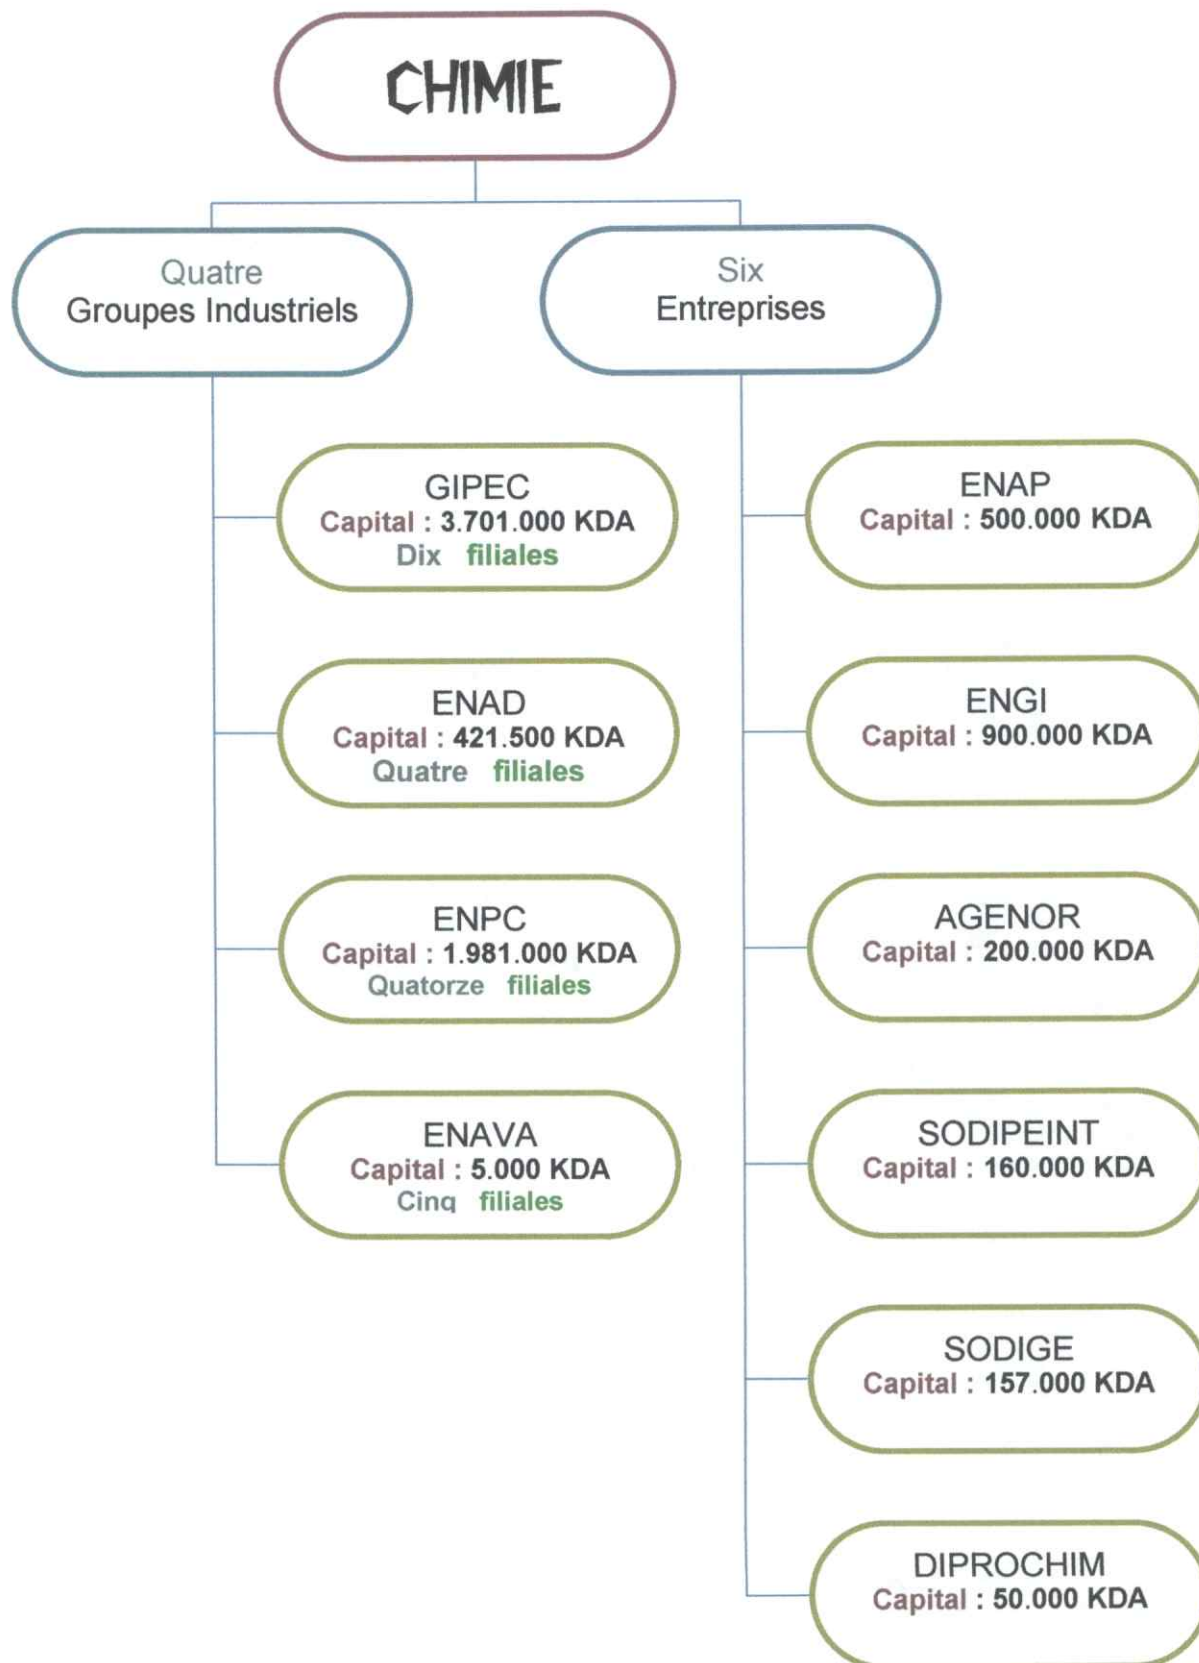 CHIMIE
Quatre
Groupes Industriels
Six
Entreprises
GIPEC
Capital : 3.701.000 KDA
Dix filiales
ENAD
Capital : 421.500 KDA
Quatre filiales
ENPC
Capital : 1.981.000 KDA
Quatorze filiales
ENAVA
Capital : 5.000 KDA
Cinq filiales
ENAP
Capital : 500.000 KDA
ENGI
Capital : 900.000 KDA
AGENOR
Capital : 200.000 KDA
SODIPEINT
Capital : 160.000 KDA
SODIGE
Capital : 157.000 KDA
DIPROCHIM
Capital : 50.000 KDA